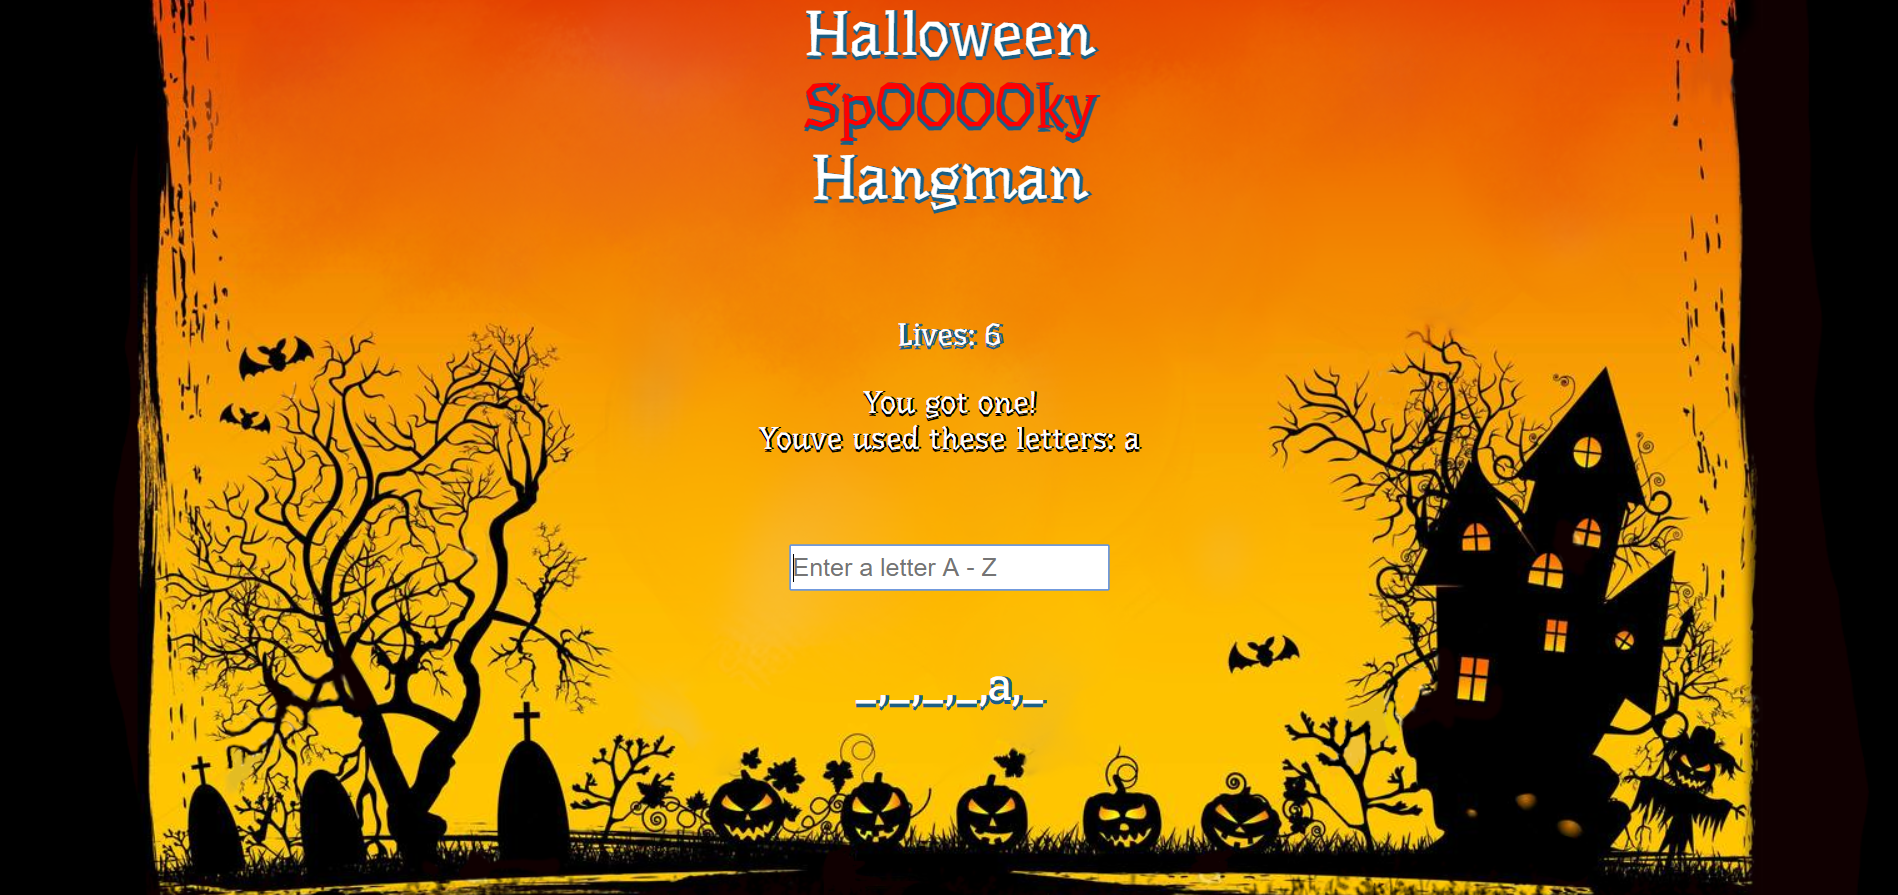 Halloween
SpOOOOky
Hangman
Lives: 6
You got one!
Youve used these letters: a
Enter a letter A - Z
_,_,_,_,a,_